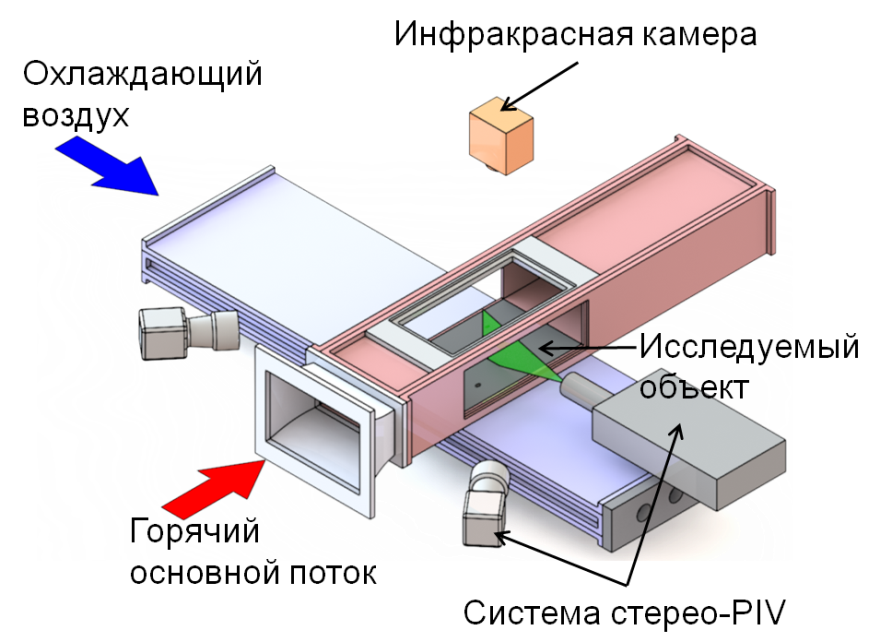 Инфракрасная камера
Охлаждающий
воздух
Исследуемый
объект
Горячий
основной поток
Система стерео-PIV